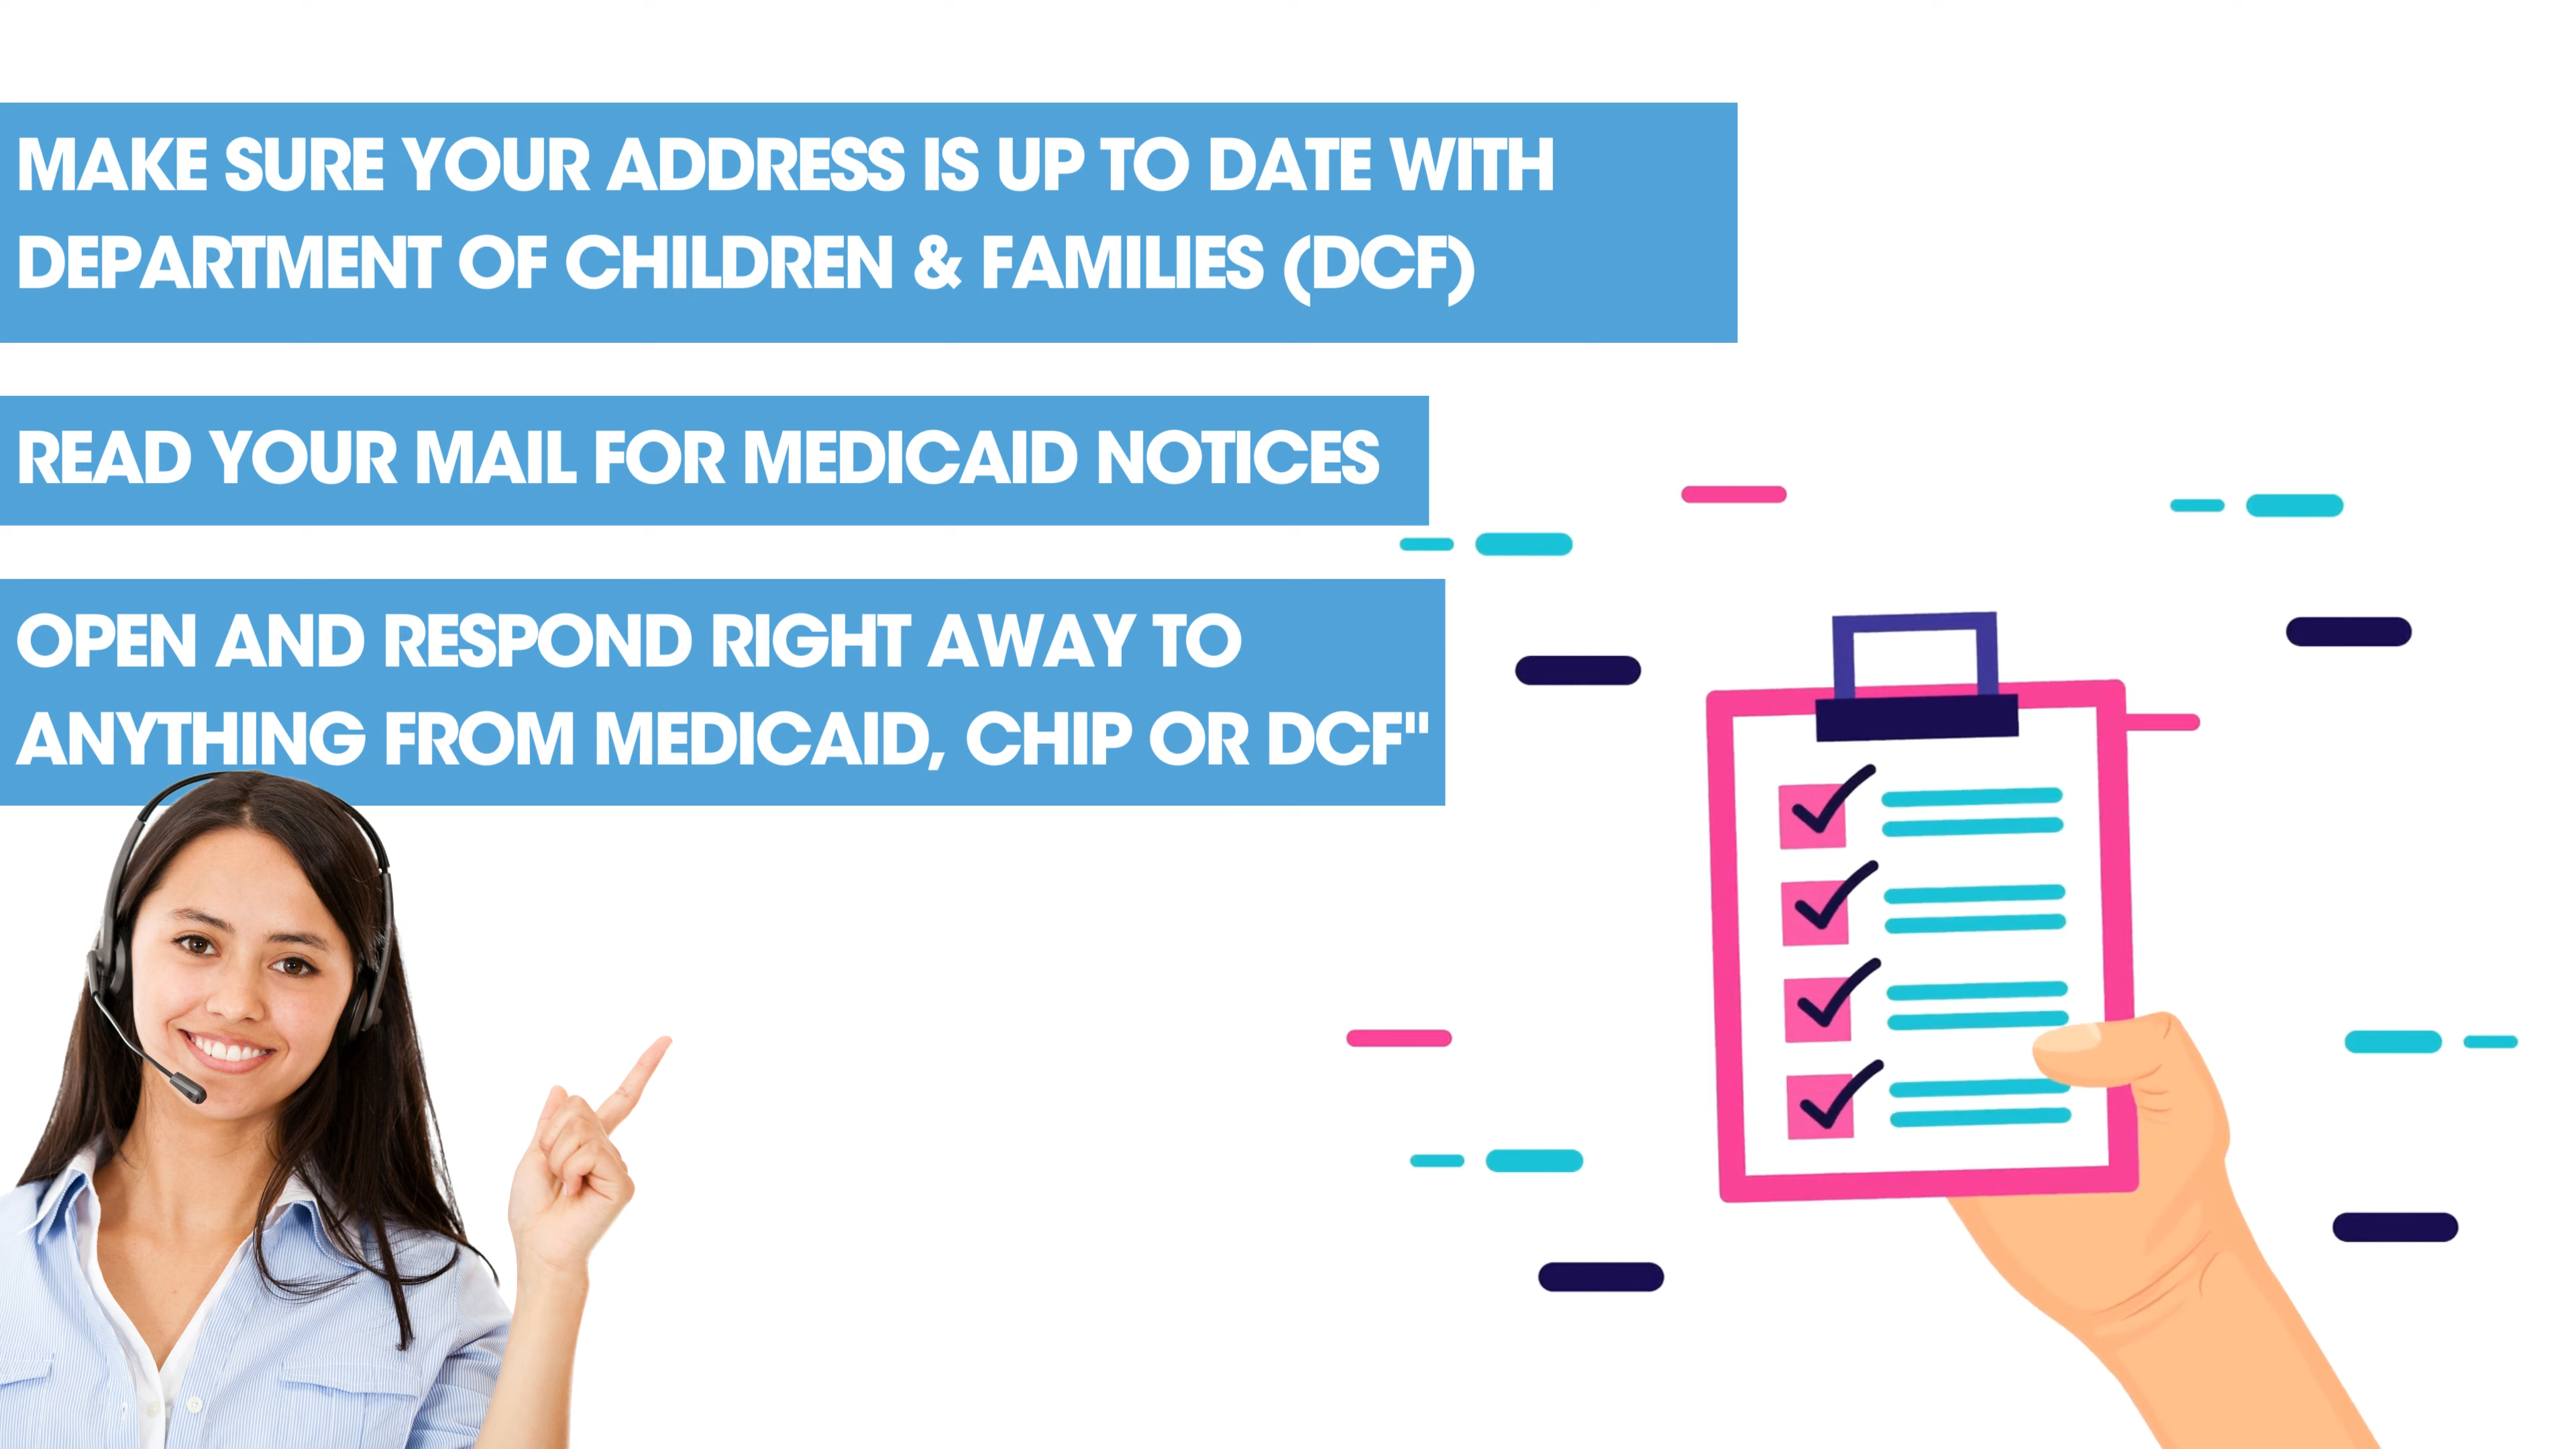 MAKE SURE YOUR ADDRESS IS UP TO DATE WITH
DEPARTMENT OF CHILDREN & FAMILIES (DCF)
READ YOUR MAIL FOR MEDICAID NOTICES
OPEN AND RESPOND RIGHT AWAY TO
ANYTHING FROM MEDICAID, CHIP OR DCF"